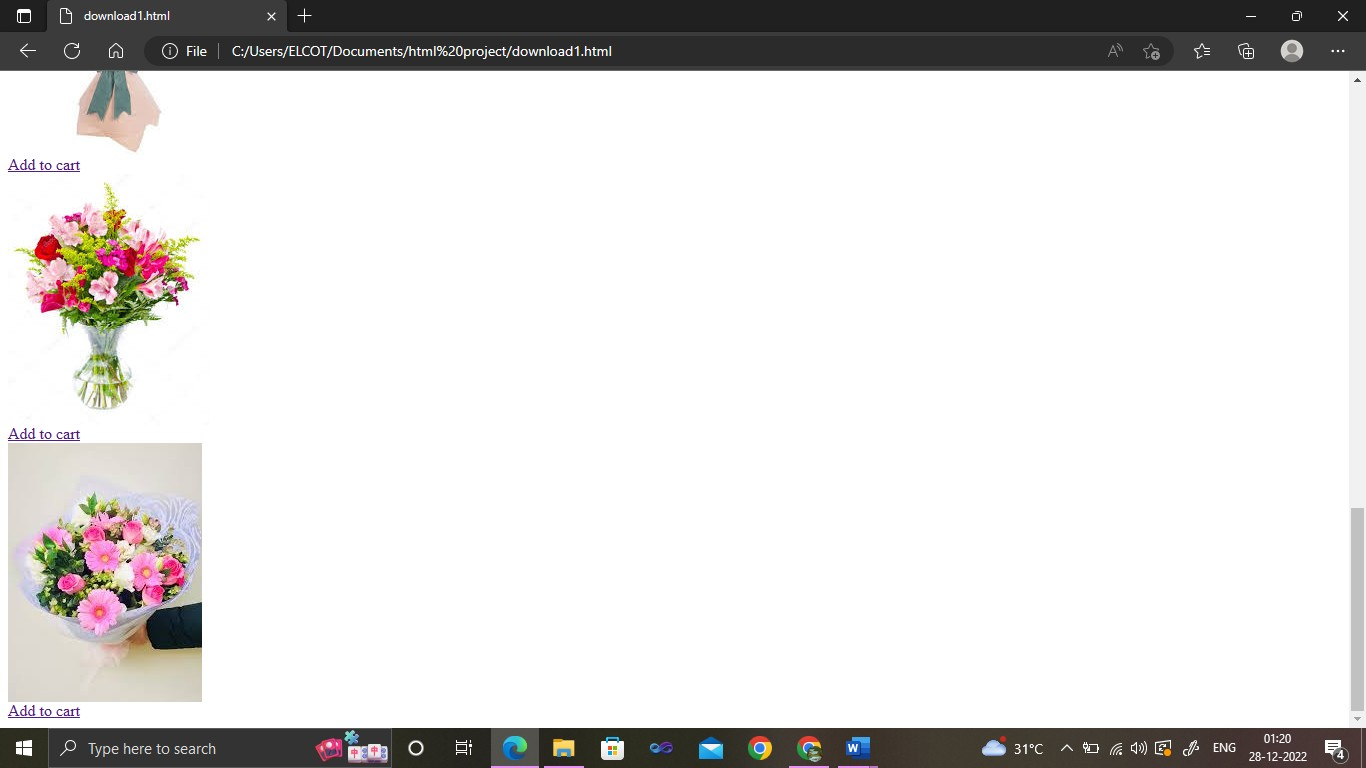 download1.html
File
C:/Users/ELCOT/Documents/html%20project/download1.html
Add to cart
Add to cart
Add to cart
Type here to search
31°C
ENG
01:20
28-12-2022
4